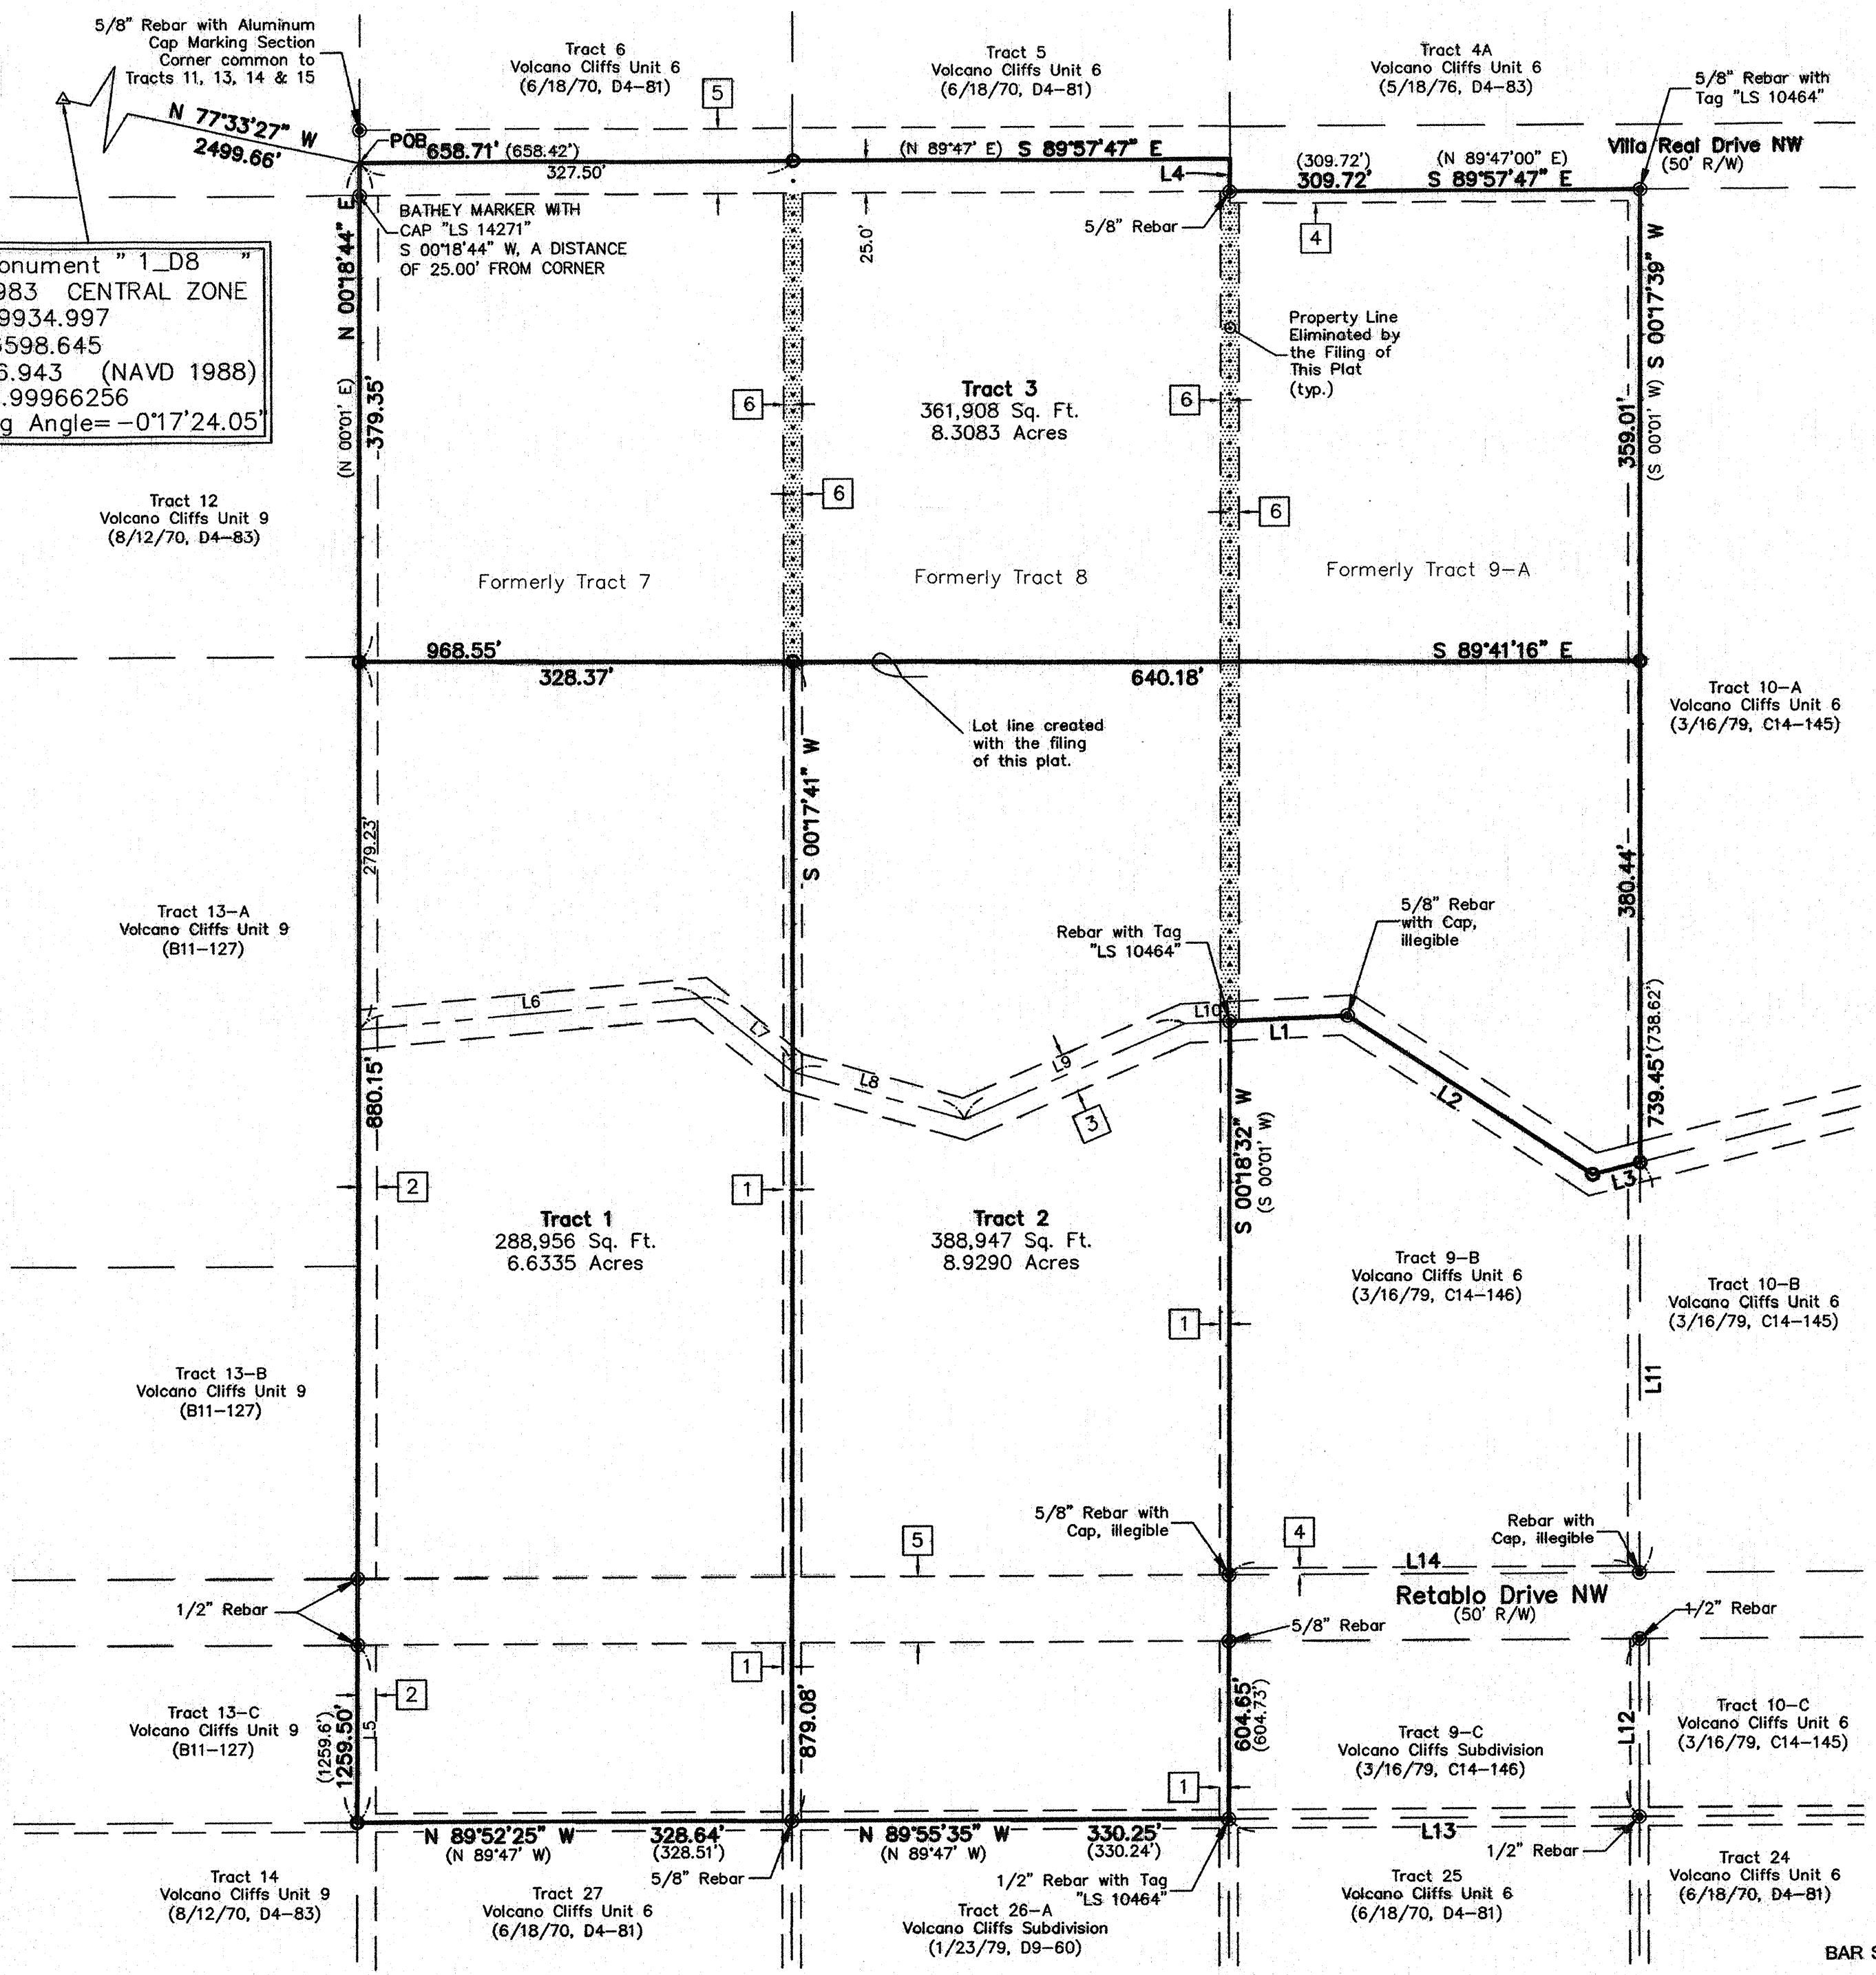 5/8" Rebar with Aluminum
Cap Marking Section
Corner common to
Tracts 11, 13, 14 & 15
N 77°33'27" W
2499.66'
Tract 6
Volcano Cliffs Unit 6
(6/18/70, D4-81)
5
Tract 5
Volcano Cliffs Unit 6
(6/18/70, D4-81)
Tract 4A
Volcano Cliffs Unit 6
(5/18/76, D4-83)
5/8" Rebar with
Tag "LS 10464"
POB
658.71' (658.42')
327.50'
(N 89°47' E) S 89°57'47" E
L4
(309.72') (N 89°47'00" E)
309.72' S 89°57'47" E
Villa Real Drive NW
(50' R/W)
BATHEY MARKER WITH
CAP "LS 14271"
S 00°18'44" W, A DISTANCE
OF 25.00' FROM CORNER
25.0'
5/8" Rebar
4
onument " 1_D8 "
983 CENTRAL ZONE
9934.997
6598.645
6.943 (NAVD 1988)
.99966256
g Angle= -0°17'24.05"
N 00°18'44" E
(N 00°01' E)
379.35'
Property Line
Eliminated by
the Filing of
This Plat
(typ.)
S 00°17'39" W
(S 00°01' W)
359.01'
Tract 3
361,908 Sq. Ft.
8.3083 Acres
6
6
6
6
Tract 12
Volcano Cliffs Unit 9
(8/12/70, D4-83)
Formerly Tract 7
Formerly Tract 8
Formerly Tract 9-A
968.55'
328.37'
640.18'
S 89°41'16" E
Lot line created
with the filing
of this plat.
Tract 10-A
Volcano Cliffs Unit 6
(3/16/79, C14-145)
S 00°17'41" W
279.23'
380.44'
Tract 13-A
Volcano Cliffs Unit 9
(B11-127)
Rebar with Tag
"LS 10464"
5/8" Rebar
with Cap,
illegible
L6
L7
L8
L9
L10
L1
L2
L3
3
739.45' (738.62')
880.15'
2
1
S 00°18'32" W
(S 00°01' W)
Tract 1
288,956 Sq. Ft.
6.6335 Acres
Tract 2
388,947 Sq. Ft.
8.9290 Acres
Tract 9-B
Volcano Cliffs Unit 6
(3/16/79, C14-146)
Tract 10-B
Volcano Cliffs Unit 6
(3/16/79, C14-145)
1
L11
Tract 13-B
Volcano Cliffs Unit 9
(B11-127)
5/8" Rebar with
Cap, illegible
5
4
Rebar with
Cap, illegible
L14
Retablo Drive NW
(50' R/W)
1/2" Rebar
5/8" Rebar
1/2" Rebar
1
2
Tract 13-C
Volcano Cliffs Unit 9
(B11-127)
(1259.6')
1259.50'
L5
879.08'
604.65'
(604.73')
Tract 9-C
Volcano Cliffs Subdivision
(3/16/79, C14-146)
L12
Tract 10-C
Volcano Cliffs Unit 6
(3/16/79, C14-145)
1
N 89°52'25" W 328.64'
(N 89°47' W) (328.51')
N 89°55'35" W 330.25'
(N 89°47' W) (330.24')
L13
5/8" Rebar
1/2" Rebar with Tag
"LS 10464"
1/2" Rebar
Tract 14
Volcano Cliffs Unit 9
(8/12/70, D4-83)
Tract 27
Volcano Cliffs Unit 6
(6/18/70, D4-81)
Tract 26-A
Volcano Cliffs Subdivision
(1/23/79, D9-60)
Tract 25
Volcano Cliffs Unit 6
(6/18/70, D4-81)
Tract 24
Volcano Cliffs Unit 6
(6/18/70, D4-81)
BAR S